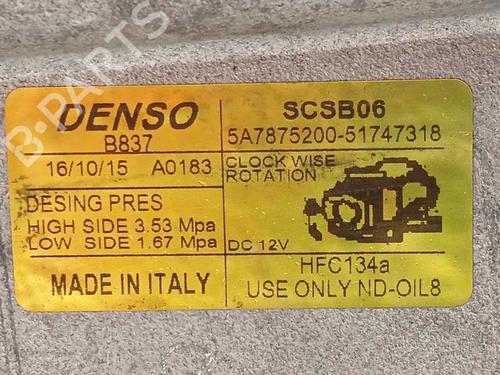 B-PARTS
DENSO
B837
16/10/15 A0183
DESING PRES
HIGH SIDE 3.53 Mpa
LOW SIDE 1.67 Mpa
MADE IN ITALY
SCSB06
5A7875200-51747318
CLOCK WISE
ROTATION
DC 12V
HFC134a
USE ONLY ND-OIL8